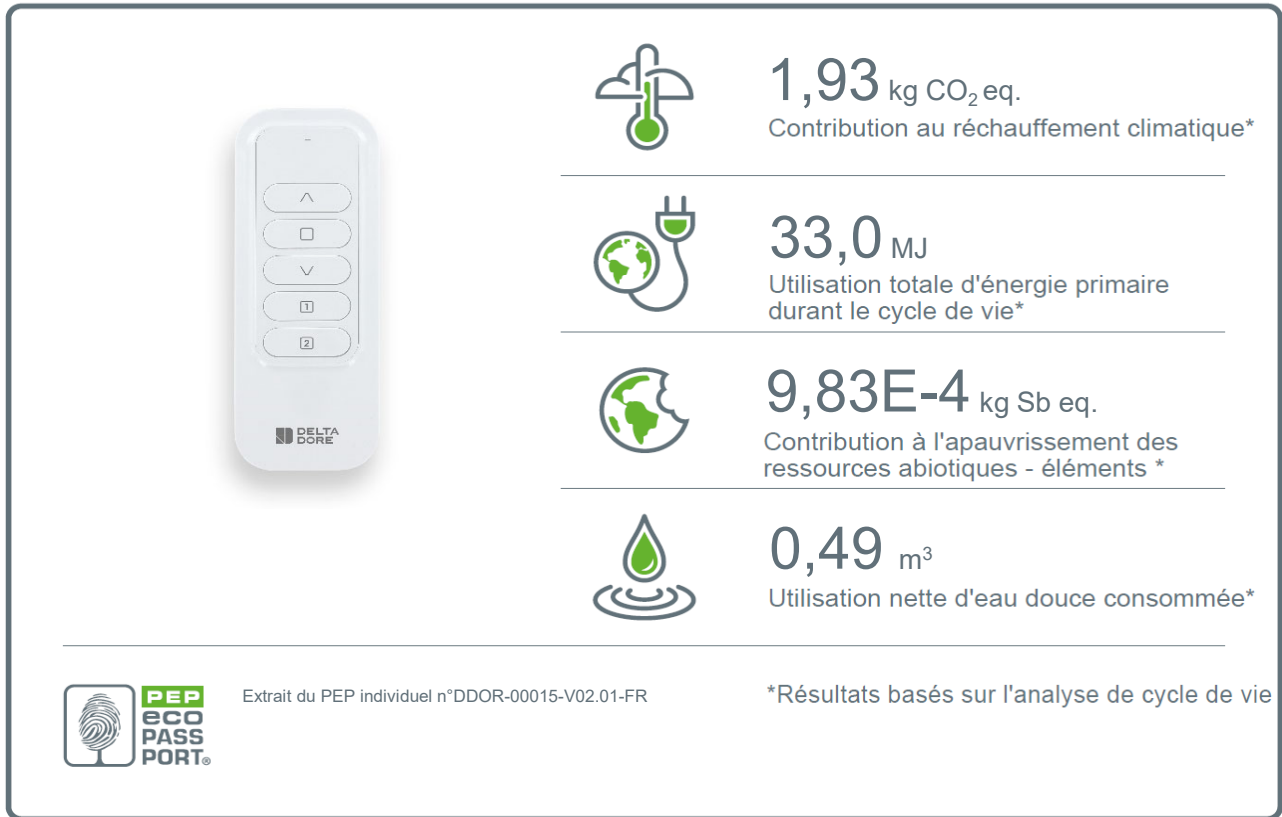 1,93 kg CO₂ eq.
Contribution au réchauffement climatique*
33,0 MJ
Utilisation totale d'énergie primaire
durant le cycle de vie*
9,83E-4 kg Sb eq.
Contribution à l'apauvrissement des
ressources abiotiques - éléments *
0,49 m³
Utilisation nette d'eau douce consommée*
1
2
DELTA
DORE
PEP
eco
PASS
PORT®
Extrait du PEP individuel n°DDOR-00015-V02.01-FR
*Résultats basés sur l'analyse de cycle de vie